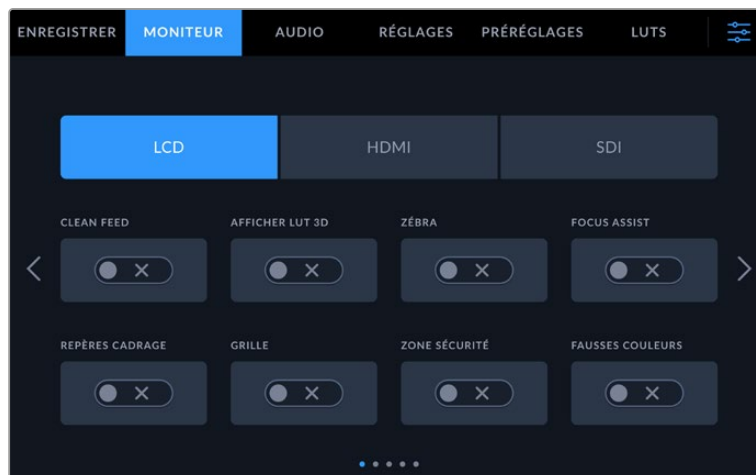 ENREGISTRER MONITEUR AUDIO RÉGLAGES PRÉRÉGLAGES LUTS
LCD HDMI SDI
CLEAN FEED AFFICHER LUT 3D ZÉBRA FOCUS ASSIST
REPÈRES CADRAGE GRILLE ZONE SÉCURITÉ FAUSSES COULEURS